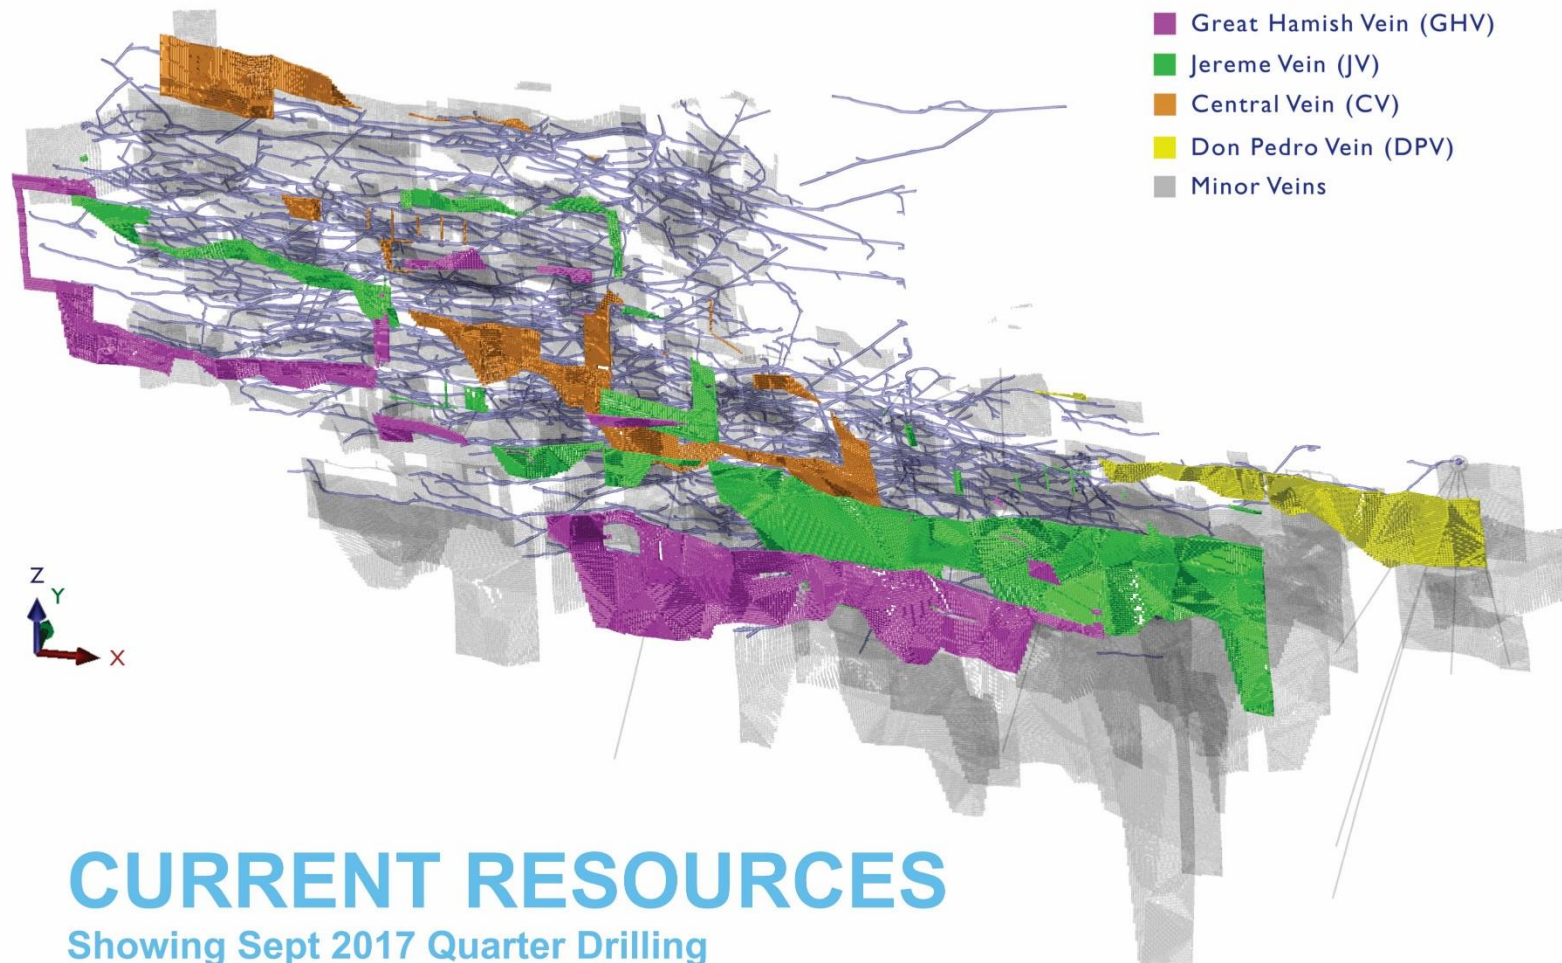 Great Hamish Vein (GHV)
Jereme Vein (JV)
Central Vein (CV)
Don Pedro Vein (DPV)
Minor Veins
Z
Y
X
CURRENT RESOURCES
Showing Sept 2017 Quarter Drilling